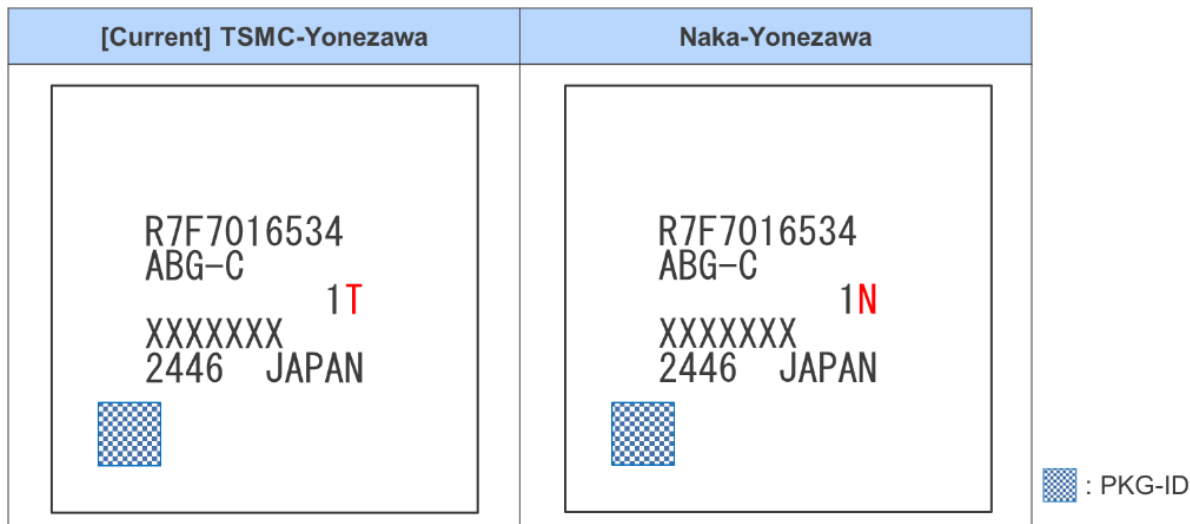 [Current] TSMC-Yonezawa
Naka-Yonezawa
R7F7016534
ABG-C
1T
XXXXXXX
2446 JAPAN
R7F7016534
ABG-C
1N
XXXXXXX
2446 JAPAN
: PKG-ID